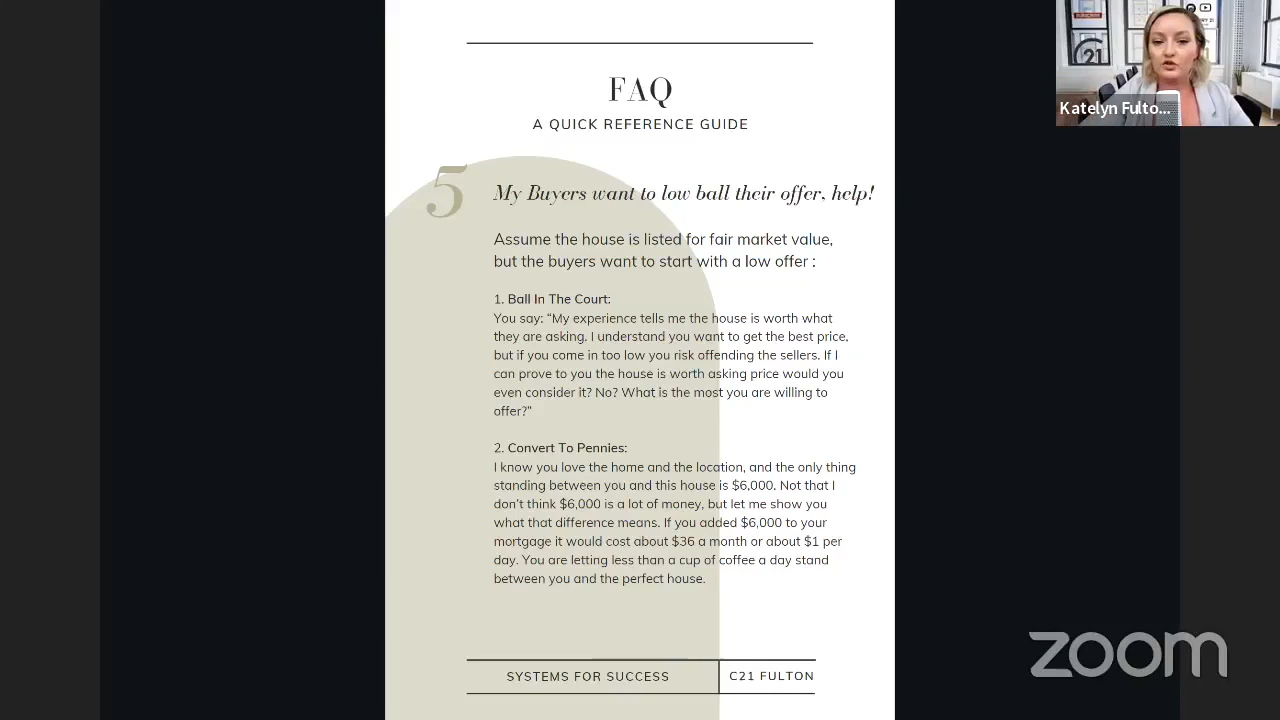 FAQ
A QUICK REFERENCE GUIDE
5
My Buyers want to low ball their offer, help!
Assume the house is listed for fair market value,
but the buyers want to start with a low offer :
1. Ball In The Court:
You say: “My experience tells me the house is worth what
they are asking. I understand you want to get the best price,
but if you come in too low you risk offending the sellers. If I
can prove to you the house is worth asking price would you
even consider it? No? What is the most you are willing to
offer?”
2. Convert To Pennies:
I know you love the home and the location, and the only thing
standing between you and this house is $6,000. Not that I
don’t think $6,000 is a lot of money, but let me show you
what that difference means. If you added $6,000 to your
mortgage it would cost about $36 a month or about $1 per
day. You are letting less than a cup of coffee a day stand
between you and the perfect house.
SYSTEMS FOR SUCCESS
C21 FULTON
21
Katelyn Fulto...
zoom